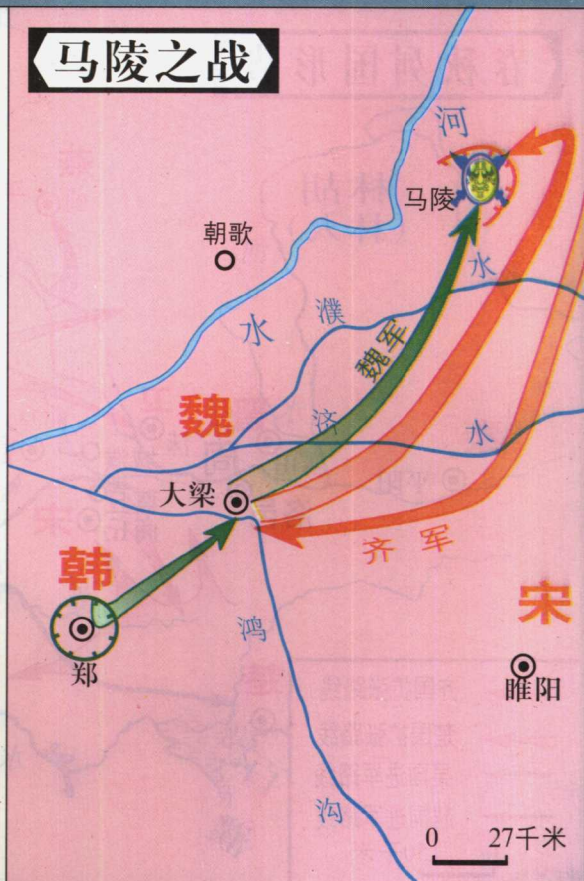 马陵之战
河
马陵
朝歌
水
濮
水
魏军
魏
济
水
大梁
齐军
韩
郑
宋
睢阳
鸿
沟
0 27千米